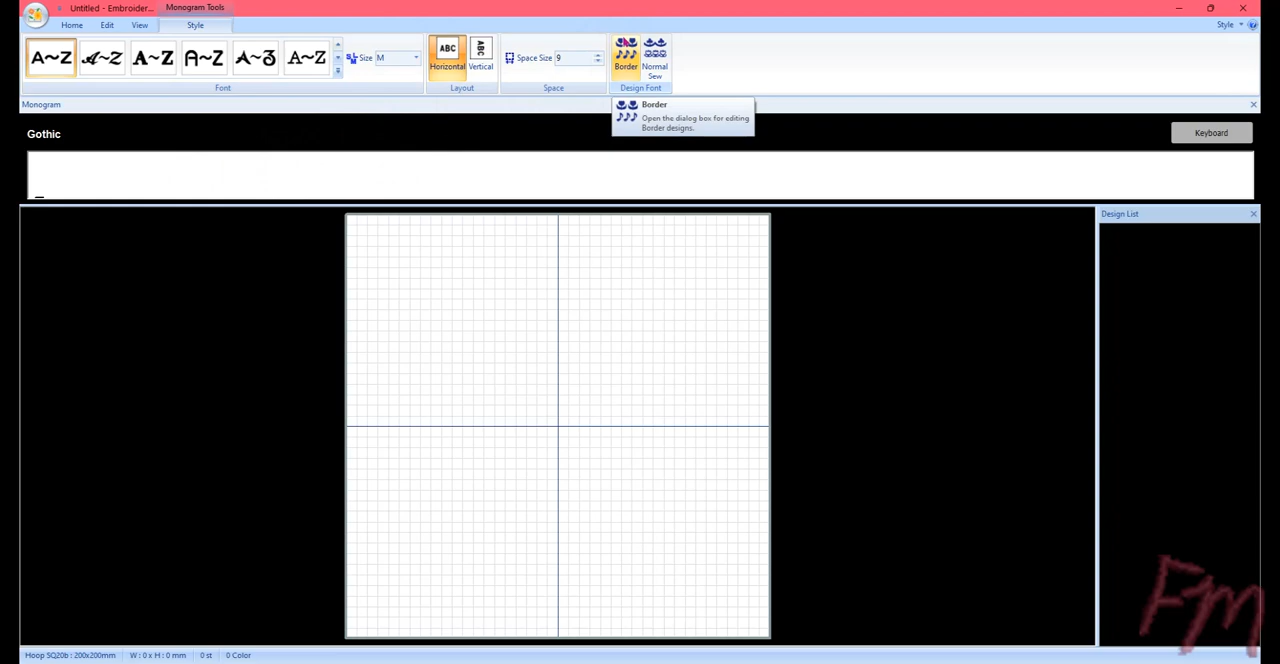 Untitled - Embroider...
Monogram Tools
Home
Edit
View
Style
Style
A~Z
A~Z
A~Z
A~Z
A~Z
A~Z
Size
M
ABC
Horizontal
ABC
Vertical
Space Size
9
Border
Normal
Sew
Font
Layout
Space
Design Font
Monogram
Border
Open the dialog box for editing
Border designs.
Gothic
Keyboard
Design List
FM
Hoop SQ20b : 200x200mm
W : 0 x H : 0 mm
0 st
0 Color